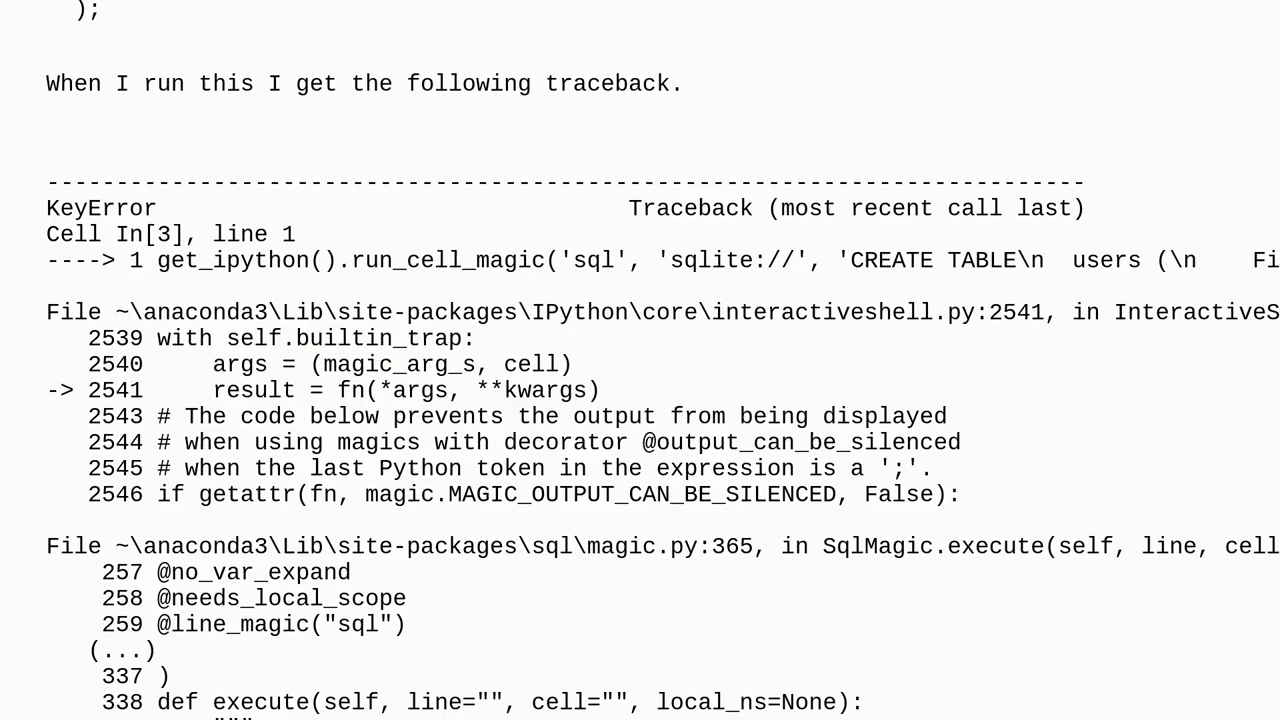 );
When I run this I get the following traceback.
---------------------------------------------------------------------------
KeyError                                  Traceback (most recent call last)
Cell In[3], line 1
----> 1 get_ipython().run_cell_magic('sql', 'sqlite://', 'CREATE TABLE\n  users (\n    Fi
File ~\anaconda3\Lib\site-packages\IPython\core\interactiveshell.py:2541, in InteractiveS
   2539 with self.builtin_trap:
   2540     args = (magic_arg_s, cell)
-> 2541     result = fn(*args, **kwargs)
   2543 # The code below prevents the output from being displayed
   2544 # when using magics with decorator @output_can_be_silenced
   2545 # when the last Python token in the expression is a ';'.
   2546 if getattr(fn, magic.MAGIC_OUTPUT_CAN_BE_SILENCED, False):
File ~\anaconda3\Lib\site-packages\sql\magic.py:365, in SqlMagic.execute(self, line, cell
    257 @no_var_expand
    258 @needs_local_scope
    259 @line_magic("sql")
   (...)
    337 )
    338 def execute(self, line="", cell="", local_ns=None):